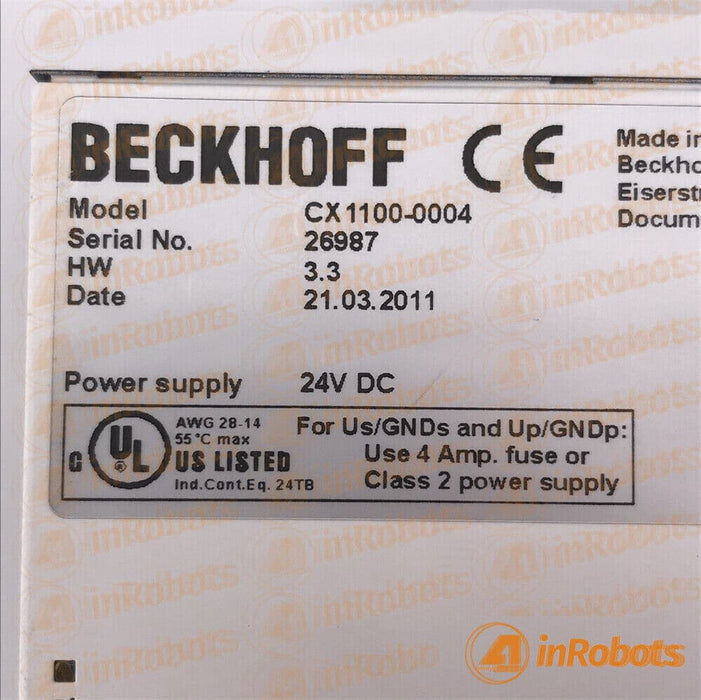 BECKHOFF CE
Made in
Beckho
Eiserst
Docum
Model CX1100-0004
Serial No. 26987
HW 3.3
Date 21.03.2011
Power supply 24V DC
AWG 28-14
55°C max
C UL US LISTED
Ind.Cont.Eq. 24TB
For Us/GNDs and Up/GNDp:
Use 4 Amp. fuse or
Class 2 power supply
inRobots